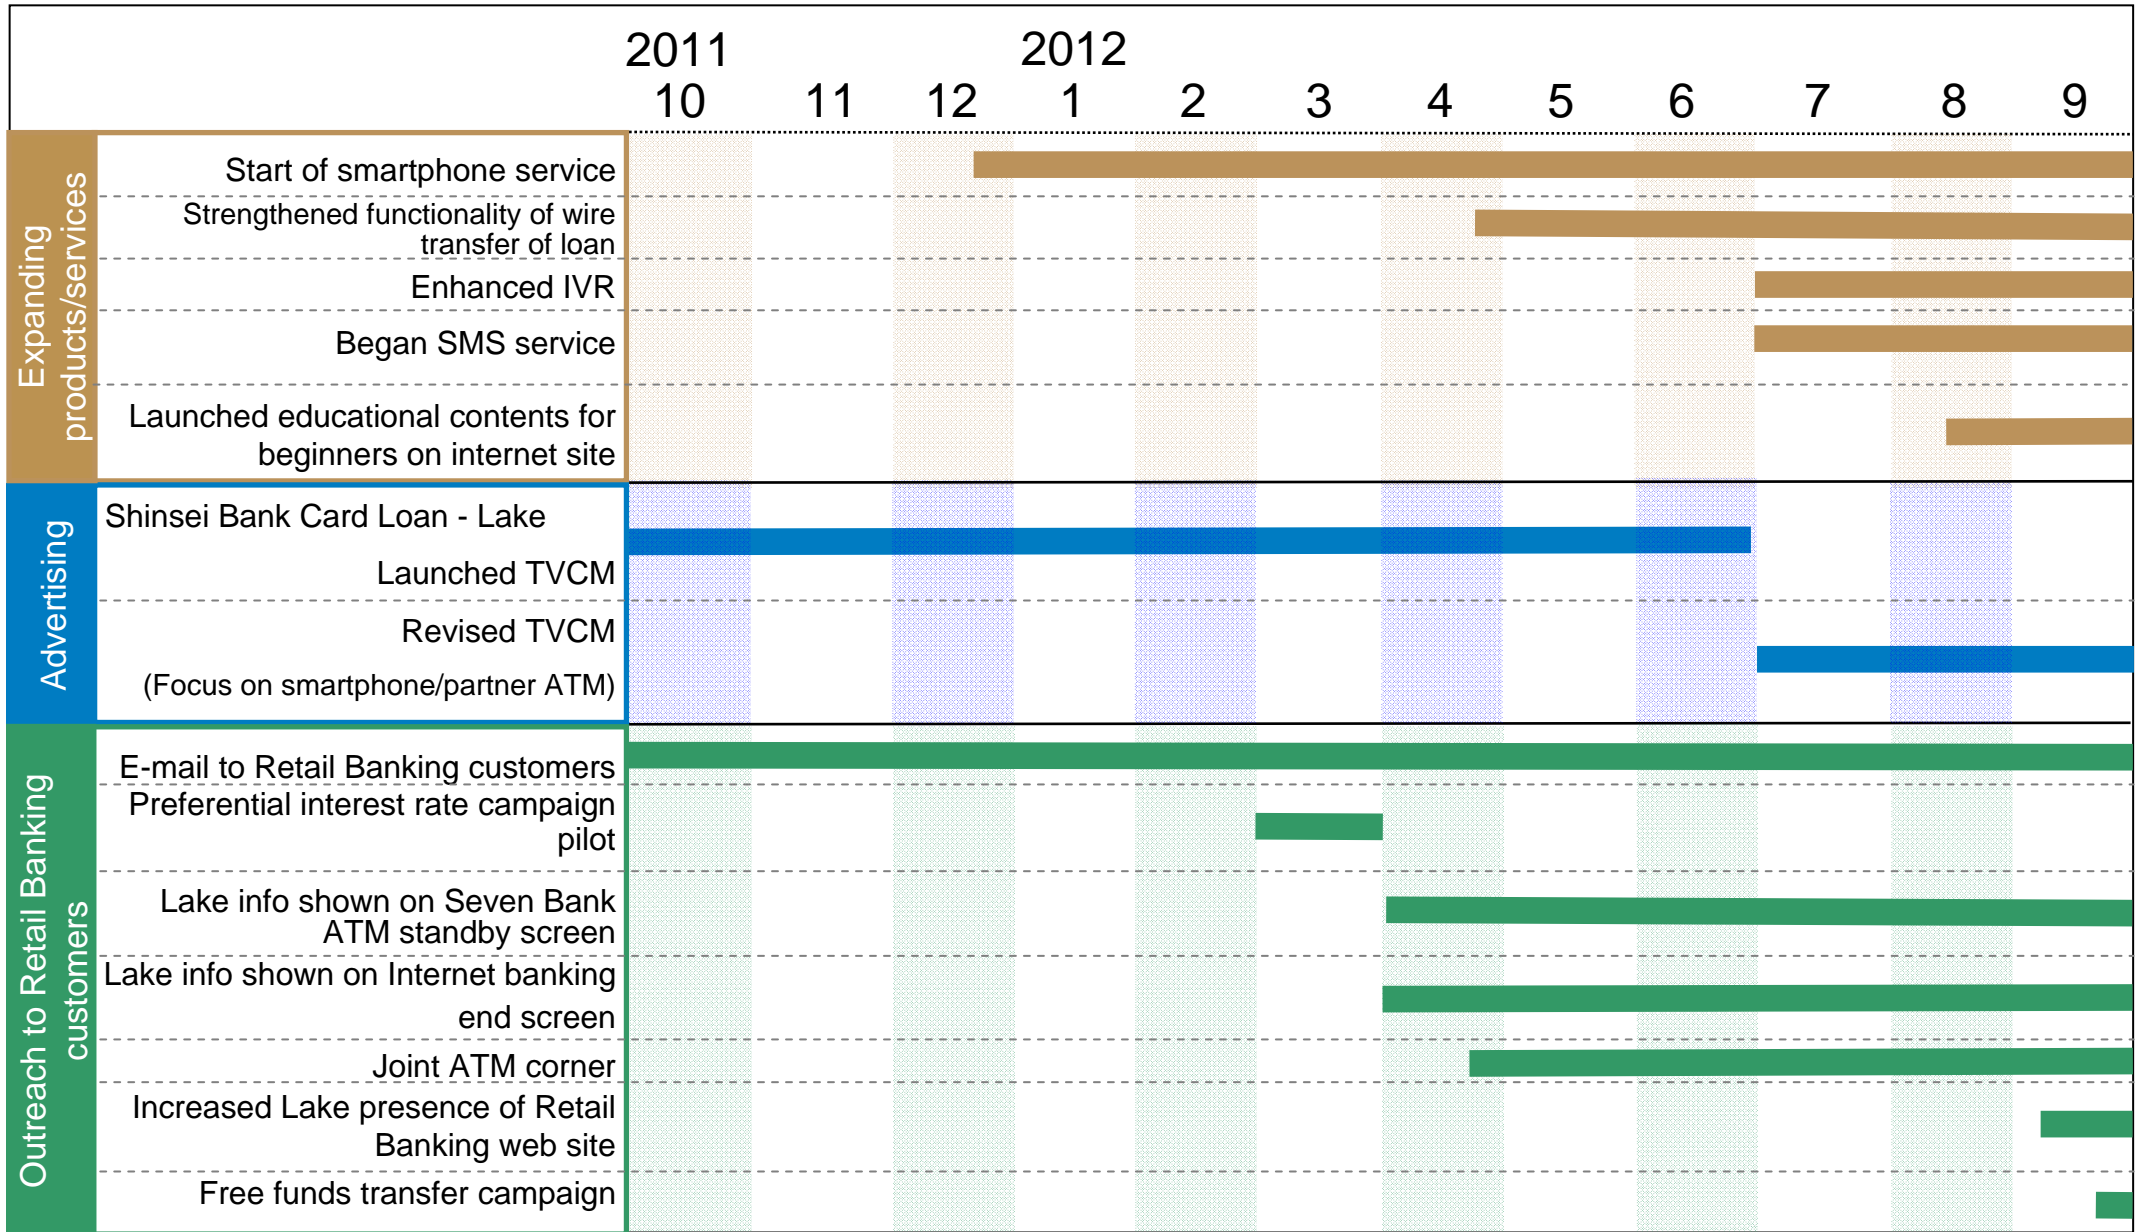 2011 2012
10 11 12 1 2 3 4 5 6 7 8 9
Expanding
products/services
Start of smartphone service
Strengthened functionality of wire
transfer of loan
Enhanced IVR
Began SMS service
Launched educational contents for
beginners on internet site
Advertising
Shinsei Bank Card Loan - Lake
Launched TVCM
Revised TVCM
(Focus on smartphone/partner ATM)
Outreach to Retail Banking
customers
E-mail to Retail Banking customers
Preferential interest rate campaign
pilot
Lake info shown on Seven Bank
ATM standby screen
Lake info shown on Internet banking
end screen
Joint ATM corner
Increased Lake presence of Retail
Banking web site
Free funds transfer campaign